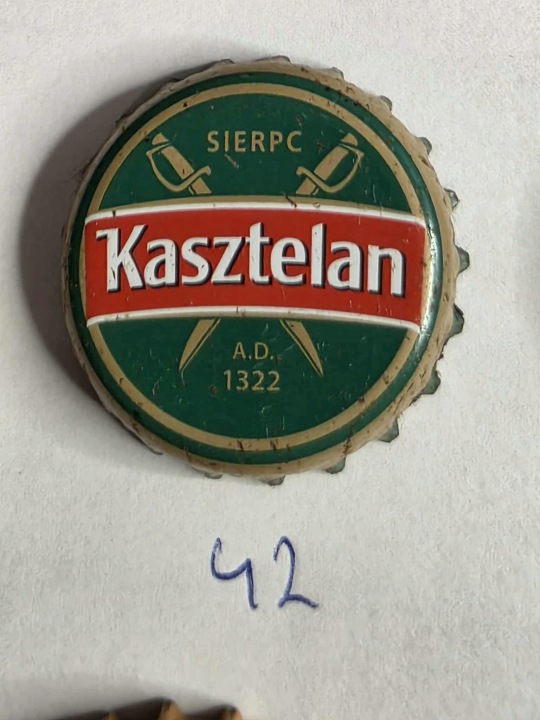 SIERPC
Kasztelan
A.D.
1322
42